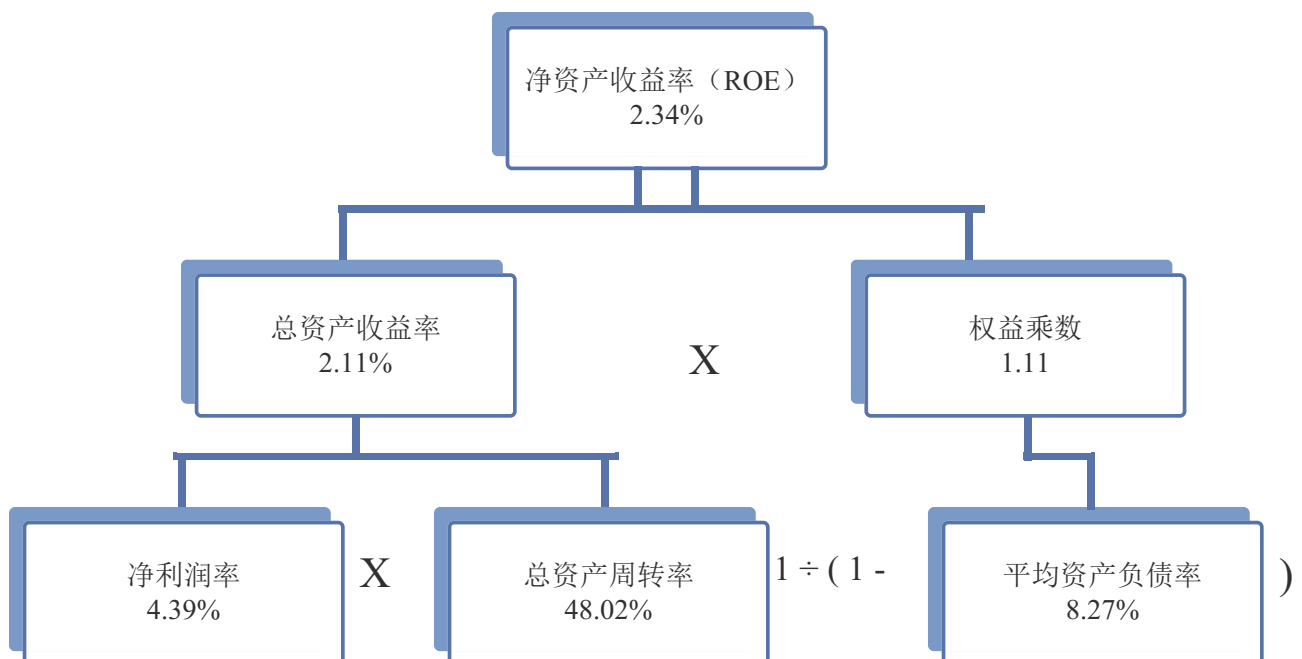 净资产收益率（ROE）
2.34%
总资产收益率
2.11%
X
权益乘数
1.11
净利润率
4.39%
X
总资产周转率
48.02%
1 ÷ ( 1 -
平均资产负债率
8.27%
)